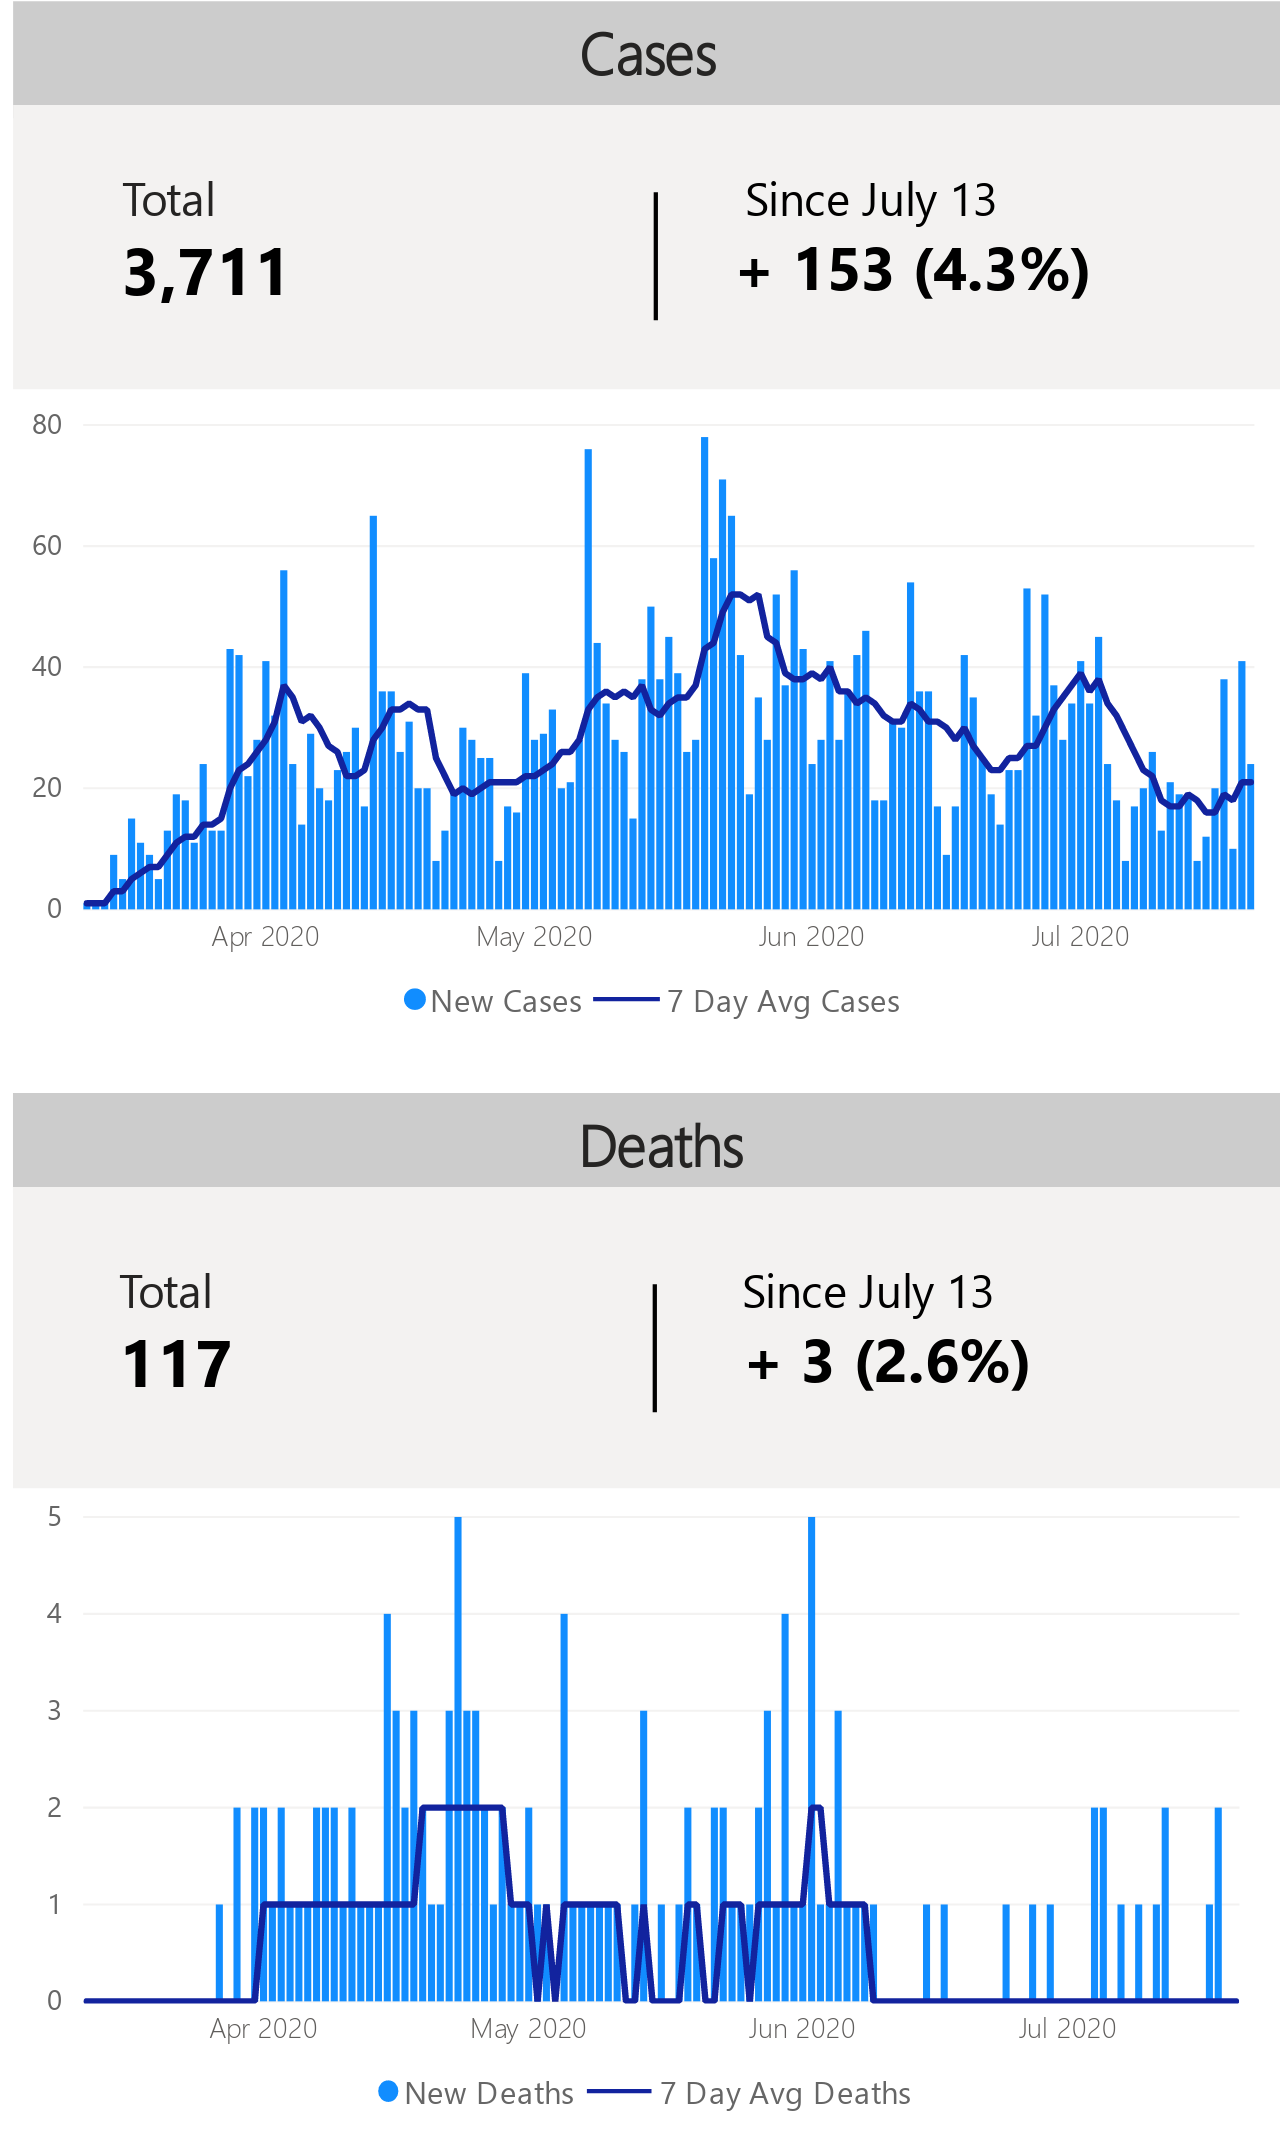 Cases
Total
Since July 13
3,711
+ 153 (4.3%)
80
60
40
20
0
Apr 2020
May 2020
Jun 2020
Jul 2020
New Cases
7 Day Avg Cases
Deaths
Total
Since July 13
117
+ 3 (2.6%)
5
4
3
2
1
0
Apr 2020
May 2020
Jun 2020
Jul 2020
New Deaths
7 Day Avg Deaths